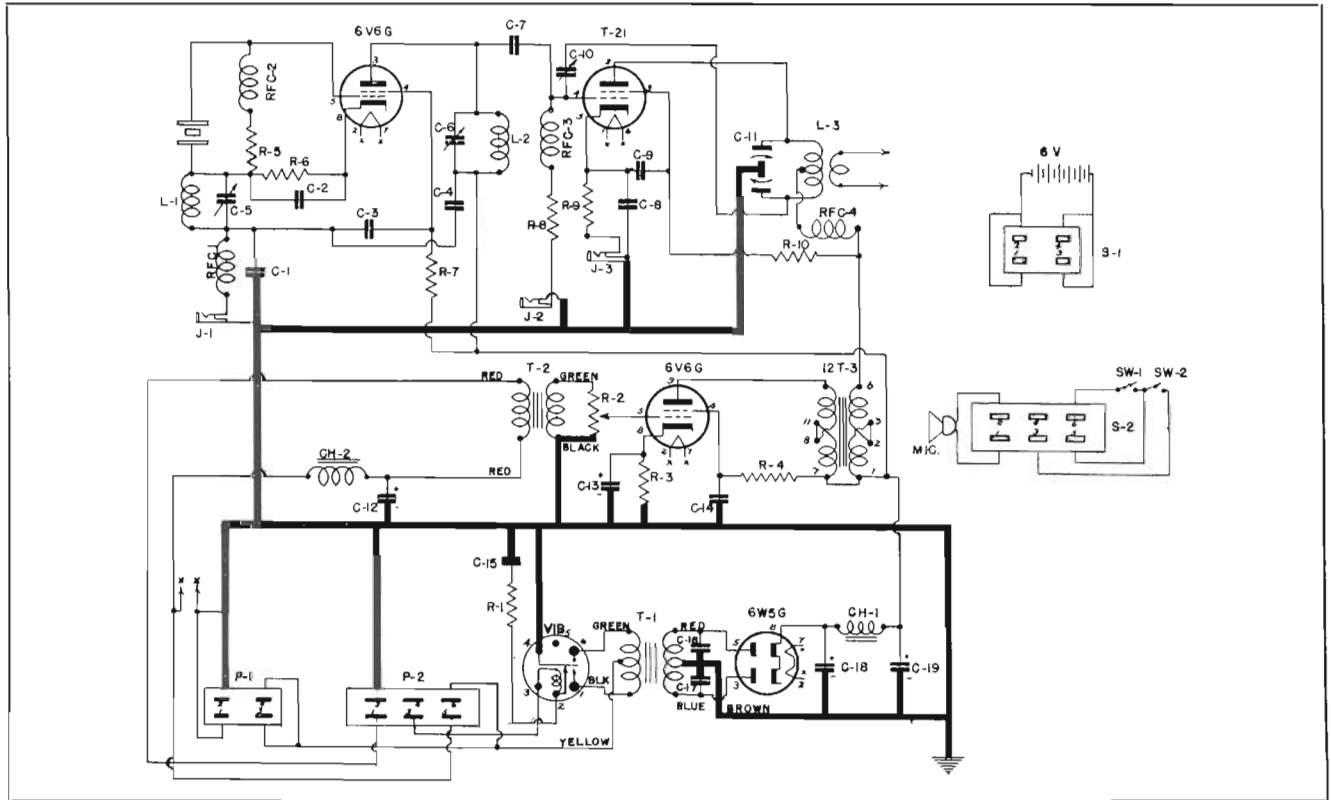 6V6G
C-7
T-21
C-10
RFC-2
R-5
R-6
C-2
L-1
C-5
C-3
RFC-1
C-1
J-1
C-6
C-4
L-2
RFC-3
R-7
R-8
J-2
R-9
C-9
C-8
J-3
C-11
L-3
RFC-4
R-10
6 V
S-1
T-2
RED
GREEN
R-2
BLACK
6V6G
12 T-3
CH-2
RED
C-12
C-13
R-3
C-14
R-4
SW-1 SW-2
MIC.
S-2
C-15
R-1
VIB
GREEN
T-1
RED
C-16
C-17
BLK
BLUE
BROWN
YELLOW
6W5G
CH-1
C-18
C-19
P-1
P-2